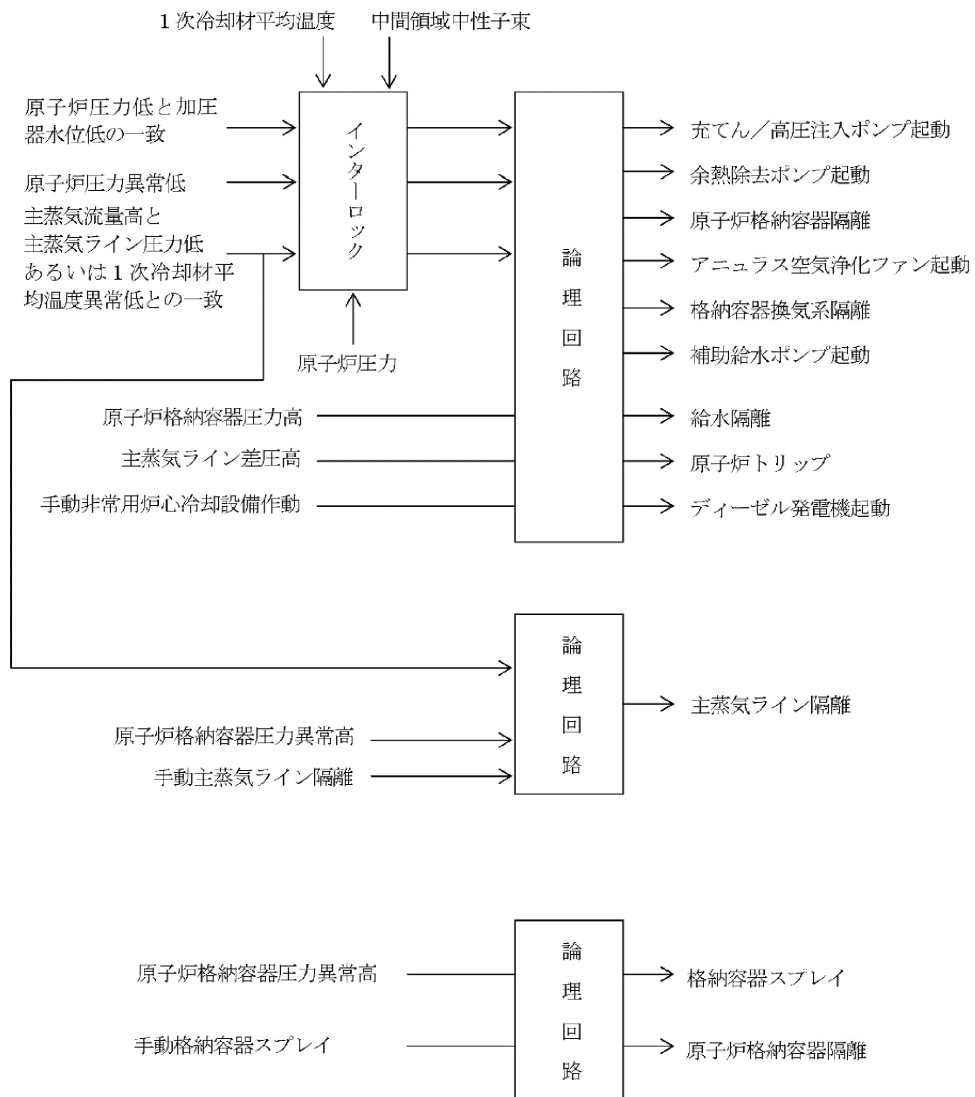 1次冷却材平均温度
中間領域中性子束
原子炉圧力低と加圧
器水位低の一致
原子炉圧力異常低
主蒸気流量高と
主蒸気ライン圧力低
あるいは1次冷却材平
均温度異常低との一致
インターロック
原子炉圧力
原子炉格納容器圧力高
主蒸気ライン差圧高
手動非常用炉心冷却設備作動
論理回路
充てん/高圧注入ポンプ起動
余熱除去ポンプ起動
原子炉格納容器隔離
アニュラス空気浄化ファン起動
格納容器換気系隔離
補助給水ポンプ起動
給水隔離
原子炉トリップ
ディーゼル発電機起動
原子炉格納容器圧力異常高
手動主蒸気ライン隔離
論理回路
主蒸気ライン隔離
原子炉格納容器圧力異常高
手動格納容器スプレイ
論理回路
格納容器スプレイ
原子炉格納容器隔離